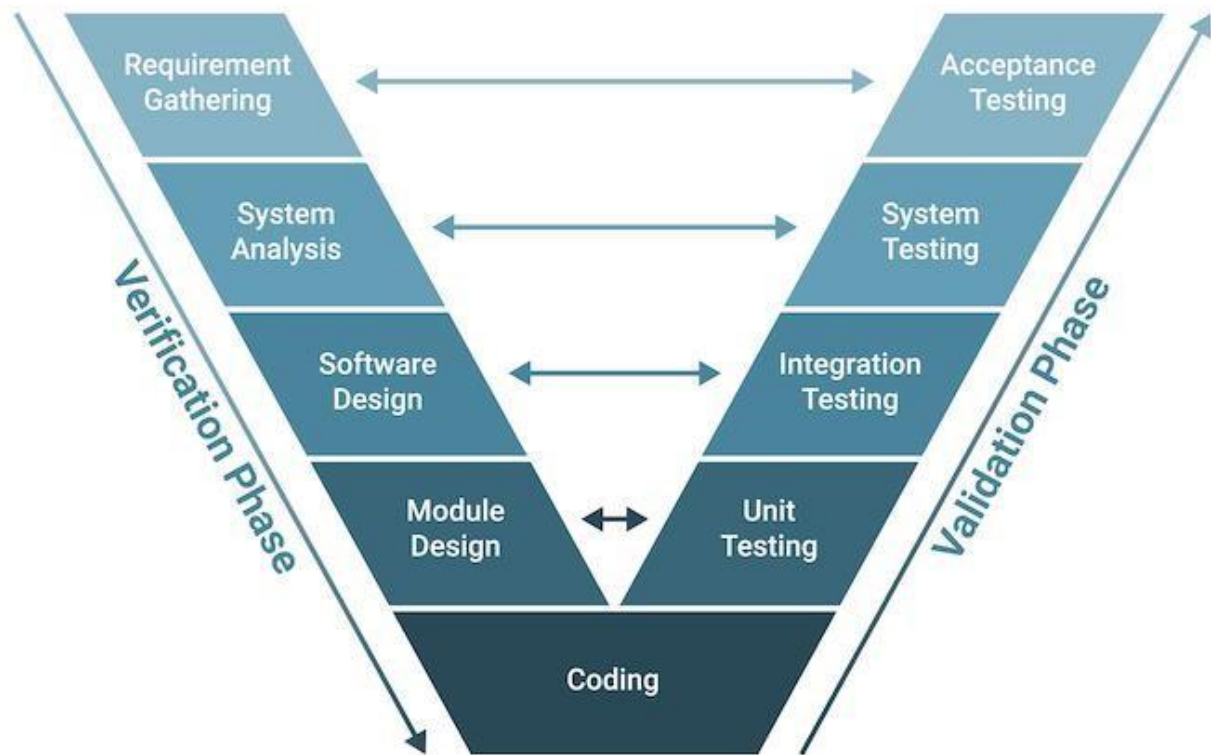 Requirement
Gathering
Acceptance
Testing
System
Analysis
System
Testing
Software
Design
Integration
Testing
Module
Design
Unit
Testing
Coding
Verification Phase
Validation Phase